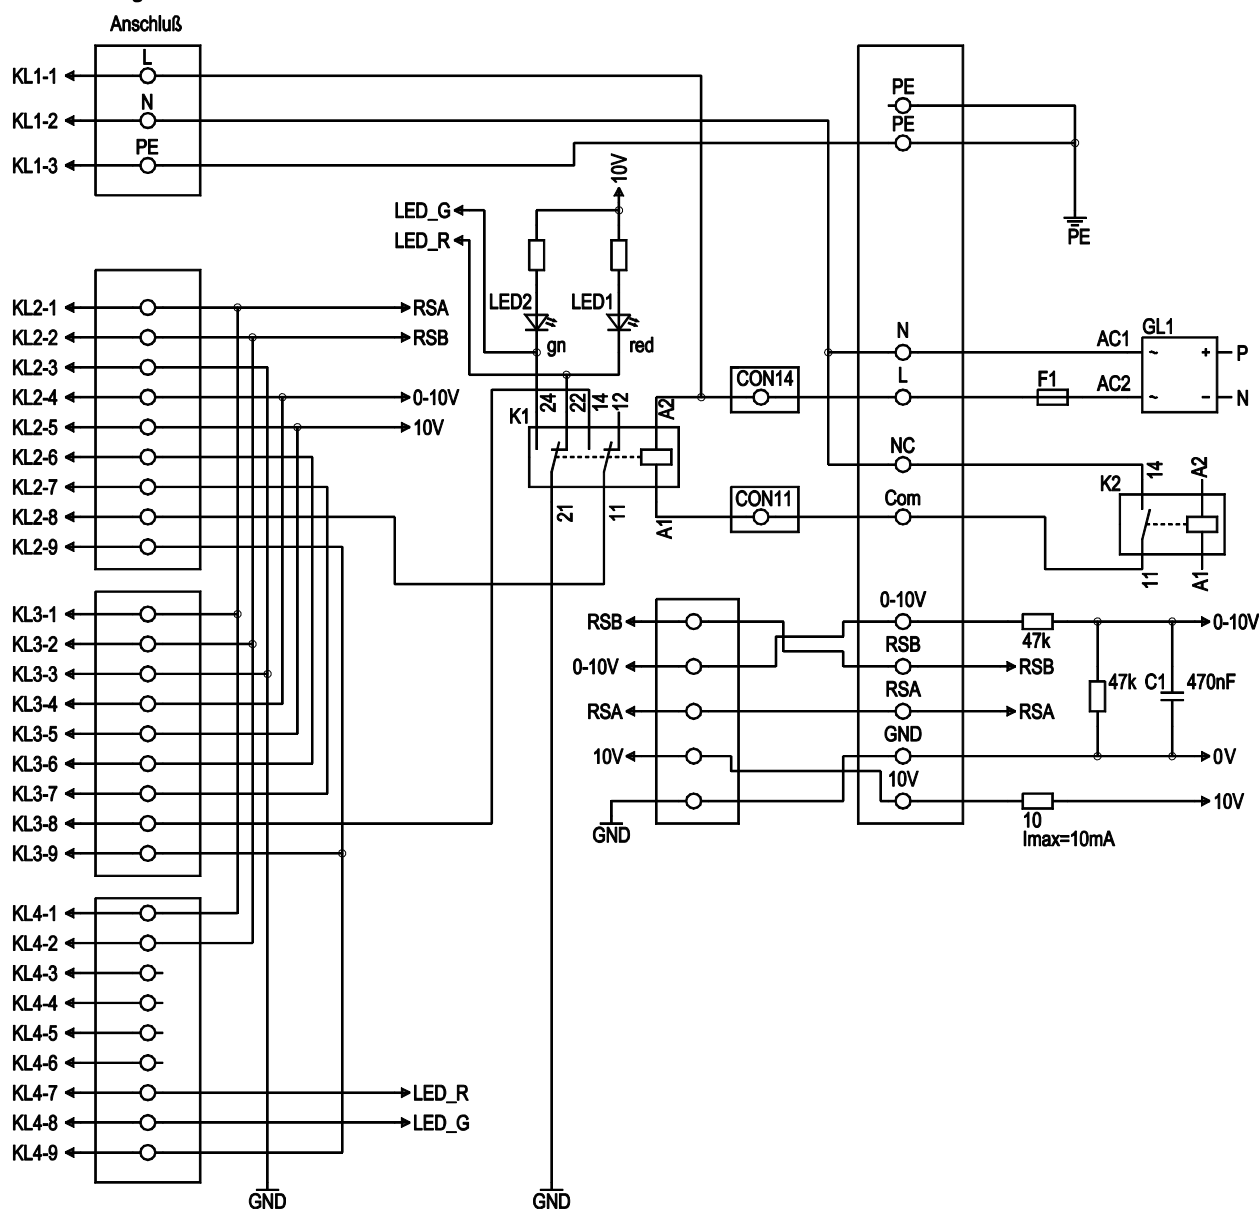 Anschluß
KL1-1
L
KL1-2
N
KL1-3
PE
PE
PE
PE
10V
LED_G
LED_R
LED2
gn
LED1
red
KL2-1
RSA
KL2-2
RSB
KL2-3
KL2-4
0-10V
KL2-5
10V
KL2-6
KL2-7
KL2-8
KL2-9
K1
24
22
14
12
A2
21
11
A1
CON14
CON11
N
L
NC
Com
F1
AC1
AC2
GL1
~
+
P
~
−
N
K2
14
A2
11
A1
KL3-1
KL3-2
KL3-3
KL3-4
KL3-5
KL3-6
KL3-7
KL3-8
KL3-9
RSB
0-10V
RSA
10V
GND
0-10V
RSB
RSA
GND
10V
47k
0-10V
RSB
47k
C1
470nF
RSA
0V
10V
10
Imax=10mA
KL4-1
KL4-2
KL4-3
KL4-4
KL4-5
KL4-6
KL4-7
LED_R
KL4-8
LED_G
KL4-9
GND
GND